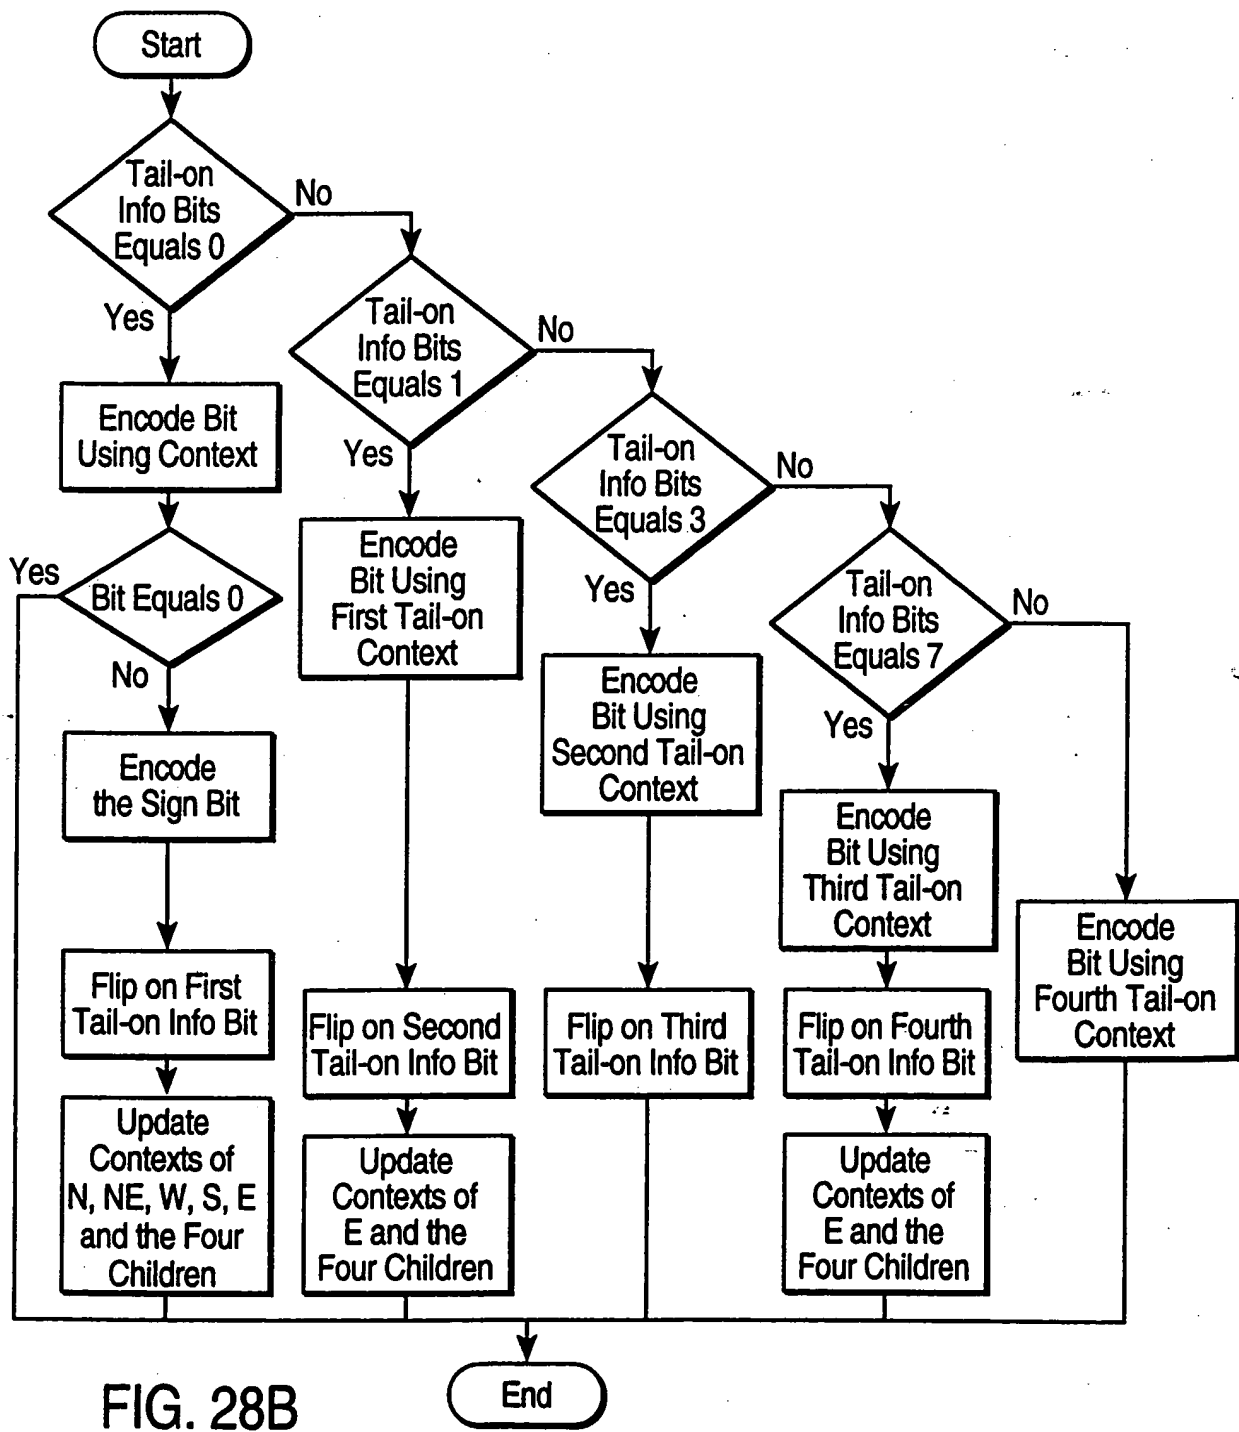 Start
Tail-on
Info Bits
Equals 0
No
Yes
Tail-on
Info Bits
Equals 1
No
Yes
Encode Bit
Using Context
Tail-on
Info Bits
Equals 3
No
Yes
Encode
Bit Using
First Tail-on
Context
Yes
Bit Equals 0
No
Tail-on
Info Bits
Equals 7
No
Yes
Encode
Bit Using
Second Tail-on
Context
Encode
the Sign Bit
Encode
Bit Using
Third Tail-on
Context
Encode
Bit Using
Fourth Tail-on
Context
Flip on First
Tail-on Info Bit
Flip on Second
Tail-on Info Bit
Flip on Third
Tail-on Info Bit
Flip on Fourth
Tail-on Info Bit
Update
Contexts of
N, NE, W, S, E
and the Four
Children
Update
Contexts of
E and the
Four Children
Update
Contexts of
E and the
Four Children
End
FIG. 28B